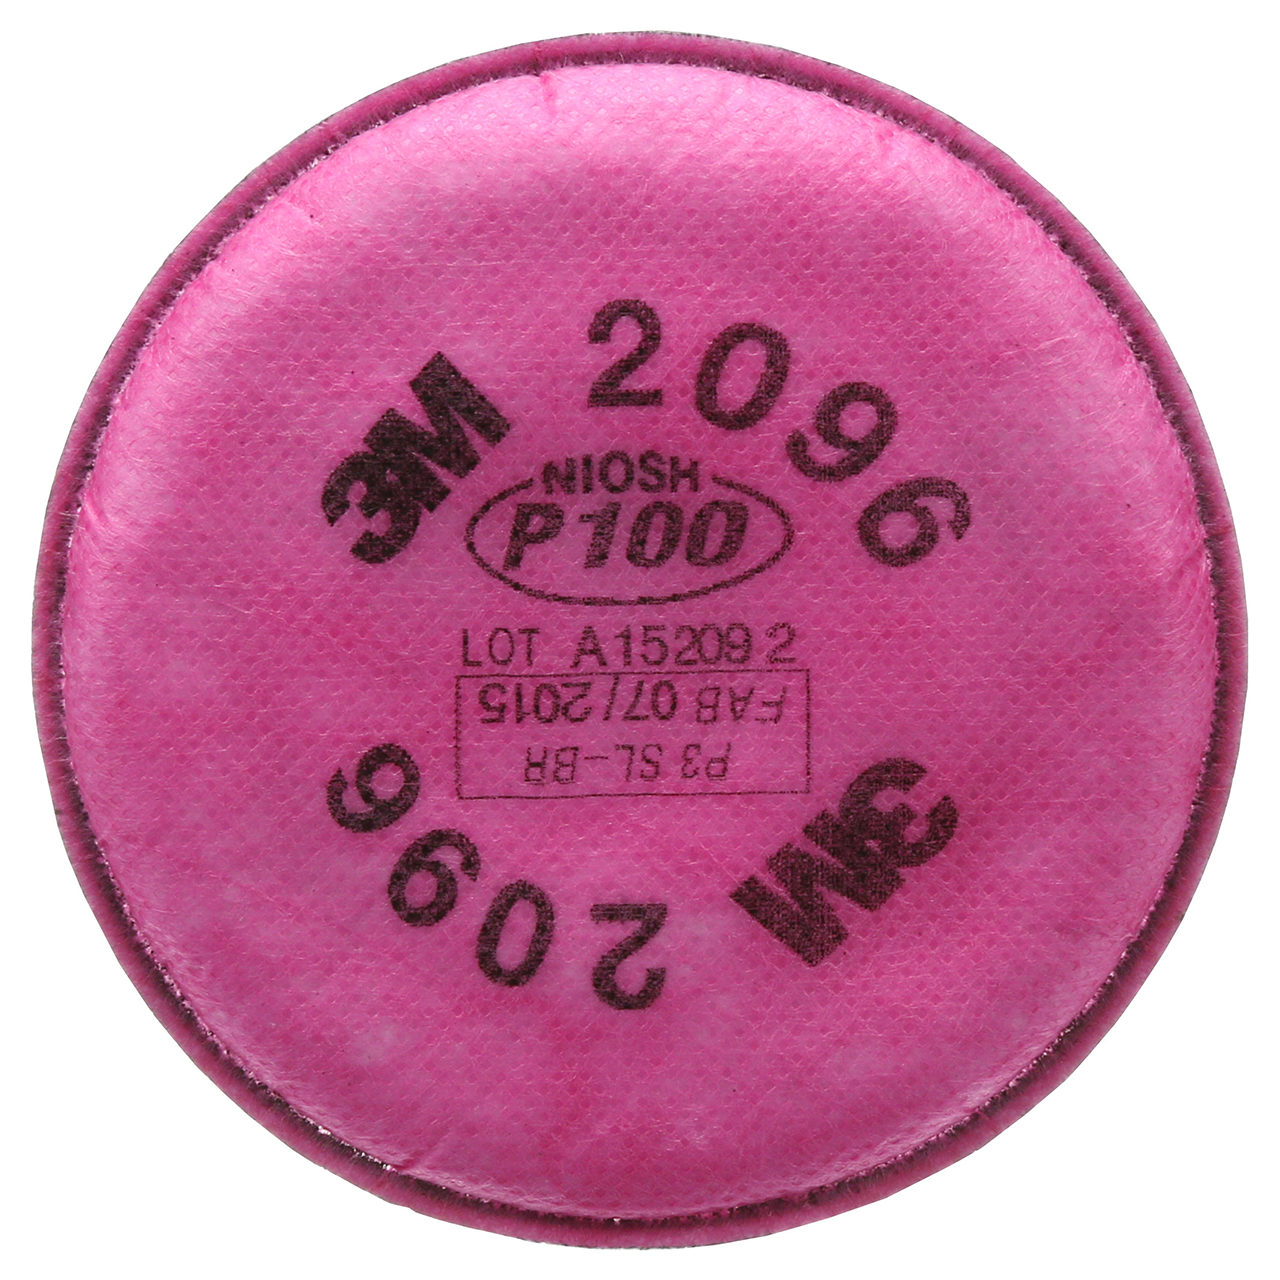 3M 2096
NIOSH
P100
LOT A15209 2
FAB 07/2015
P3 SL-BR
3M 2096